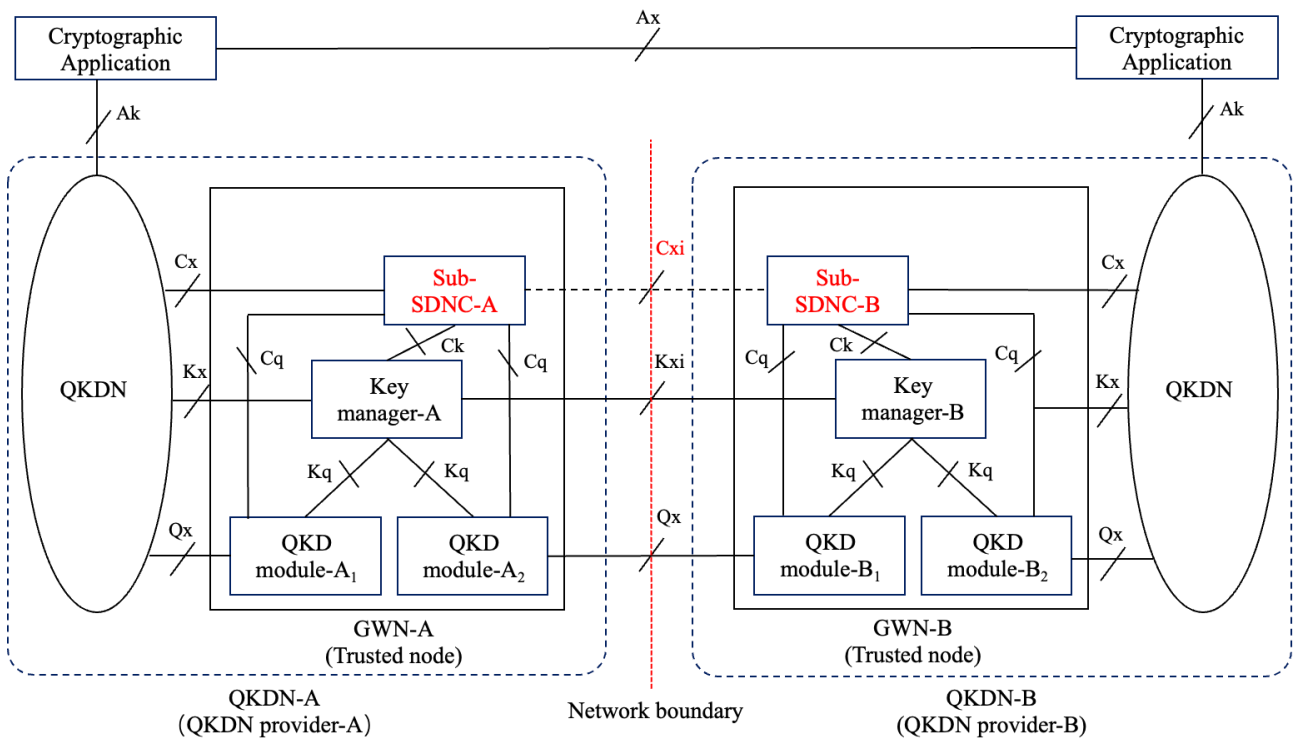 Ax
Cryptographic
Application
Cryptographic
Application
Ak
Ak
Cx
Cxi
Cx
Sub-
SDNC-A
Sub-
SDNC-B
Ck
Ck
Cq
Cq
Cq
Cq
Kx
Kxi
Kx
QKDN
Key
manager-A
Key
manager-B
QKDN
Kq
Kq
Kq
Kq
Qx
Qx
Qx
QKD
module-A₁
QKD
module-A₂
QKD
module-B₁
QKD
module-B₂
GWN-A
(Trusted node)
GWN-B
(Trusted node)
QKDN-A
(QKDN provider-A)
Network boundary
QKDN-B
(QKDN provider-B)